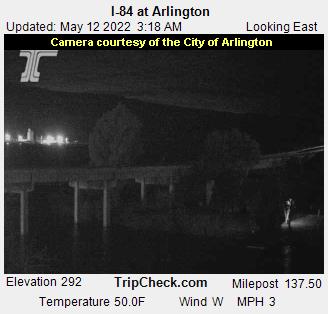 I-84 at Arlington
Updated: May 12 2022 3:18 AM Looking East
Camera courtesy of the City of Arlington
Elevation 292 TripCheck.com Milepost 137.50
Temperature 50.0F Wind W MPH 3